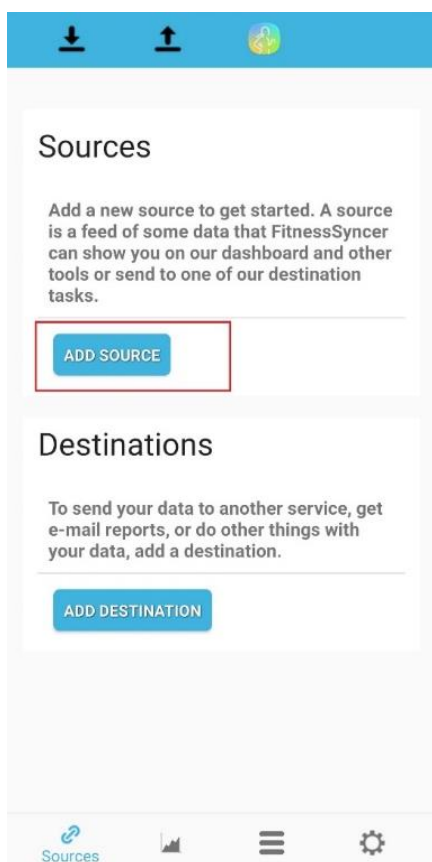 Sources
Add a new source to get started. A source
is a feed of some data that FitnessSyncer
can show you on our dashboard and other
tools or send to one of our destination
tasks.
ADD SOURCE
Destinations
To send your data to another service, get
e-mail reports, or do other things with
your data, add a destination.
ADD DESTINATION
Sources